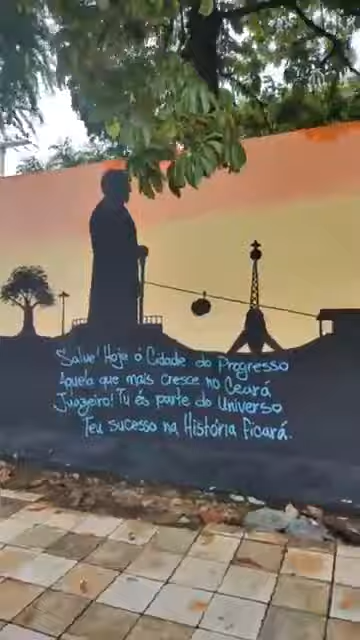 Salve! Hoje ó Cidade do Progresso
Aquela que mais cresce no Ceará
Juazeiro! Tu és parte do Universo
Teu sucesso na História ficará.